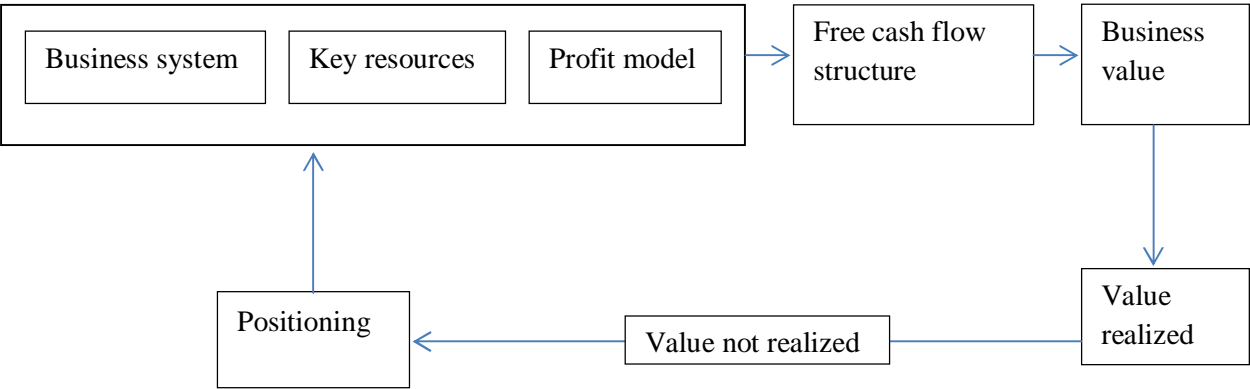 Business system
Key resources
Profit model
Free cash flow
structure
Business
value
Positioning
Value not realized
Value
realized